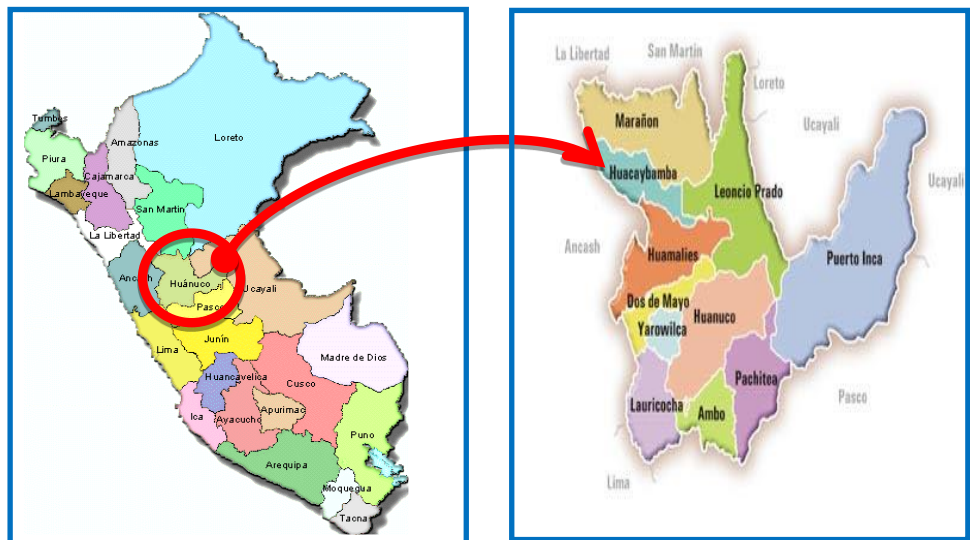 Tumbes
Piura
Lambayeque
Cajamarca
Amazonas
Loreto
San Martin
La Libertad
Ancash
Huánuco
Ucayali
Pasco
Junín
Lima
Madre de Dios
Huancavelica
Cusco
Ica
Ayacucho
Apurimac
Puno
Arequipa
Moquegua
Tacna
La Libertad
San Martin
Loreto
Marañon
Ucayali
Huacaybamba
Leoncio Prado
Ucayali
Ancash
Huamalies
Puerto Inca
Dos de Mayo
Huanuco
Yarowilca
Pachitea
Pasco
Lauricocha
Ambo
Lima